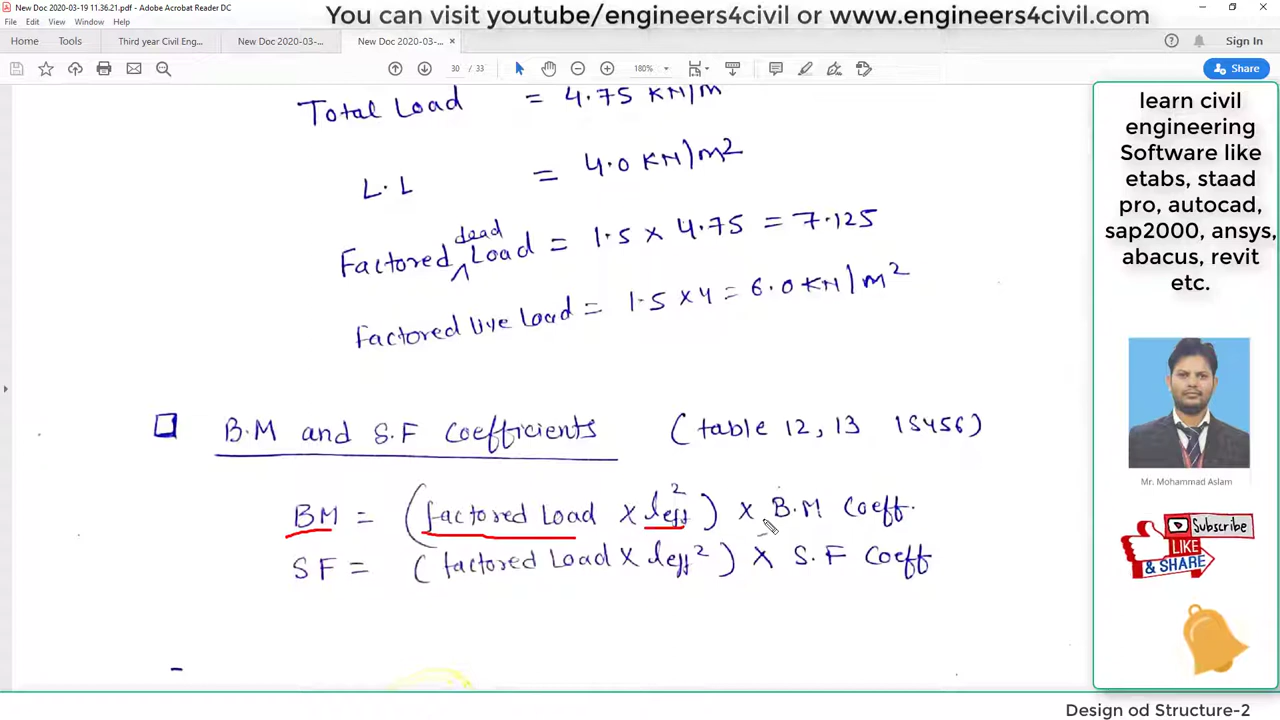 New Doc 2020-03-19 11.36.21.pdf - Adobe Acrobat Reader DC
File Edit View Window Help
You can visit youtube/engineers4civil or www.engineers4civil.com
Home Tools Third year Civil Eng... New Doc 2020-03-... New Doc 2020-03-... Sign In
30 / 33 180% Share
Total Load = 4.75 KN/m
L.L = 4.0 KN/m2
Factored dead Load = 1.5 x 4.75 = 7.125
Factored live Load = 1.5 x 4 = 6.0 KN/m2
B.M and S.F Coefficients (table 12, 13 IS456)
BM = (factored Load x leff2) x B.M Coeff.
SF = (factored Load x leff2) x S.F Coeff
learn civil
engineering
Software like
etabs, staad
pro, autocad,
sap2000, ansys,
abacus, revit
etc.
Mr. Mohammad Aslam
Subscribe
LIKE
& SHARE
Design od Structure-2